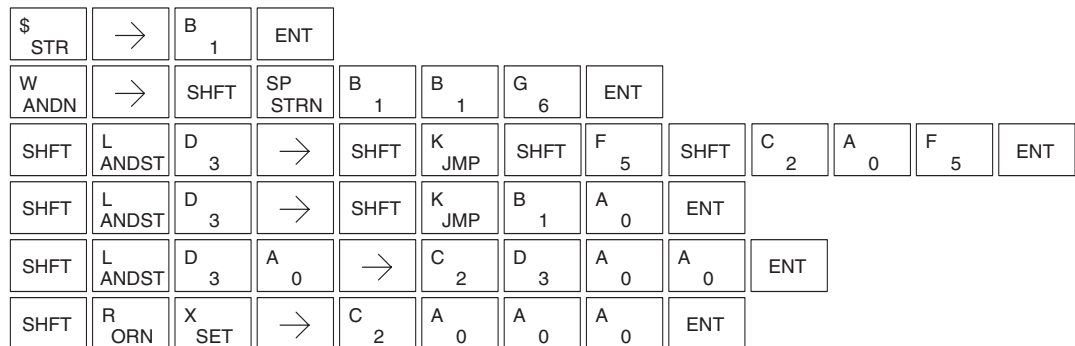 $ STR → B 1 ENT
W ANDN → SHFT SP STRN B 1 B 1 G 6 ENT
SHFT L ANDST D 3 → SHFT K JMP SHFT F 5 SHFT C 2 A 0 F 5 ENT
SHFT L ANDST D 3 → SHFT K JMP B 1 A 0 ENT
SHFT L ANDST D 3 A 0 → C 2 D 3 A 0 A 0 ENT
SHFT R ORN X SET → C 2 A 0 A 0 A 0 ENT